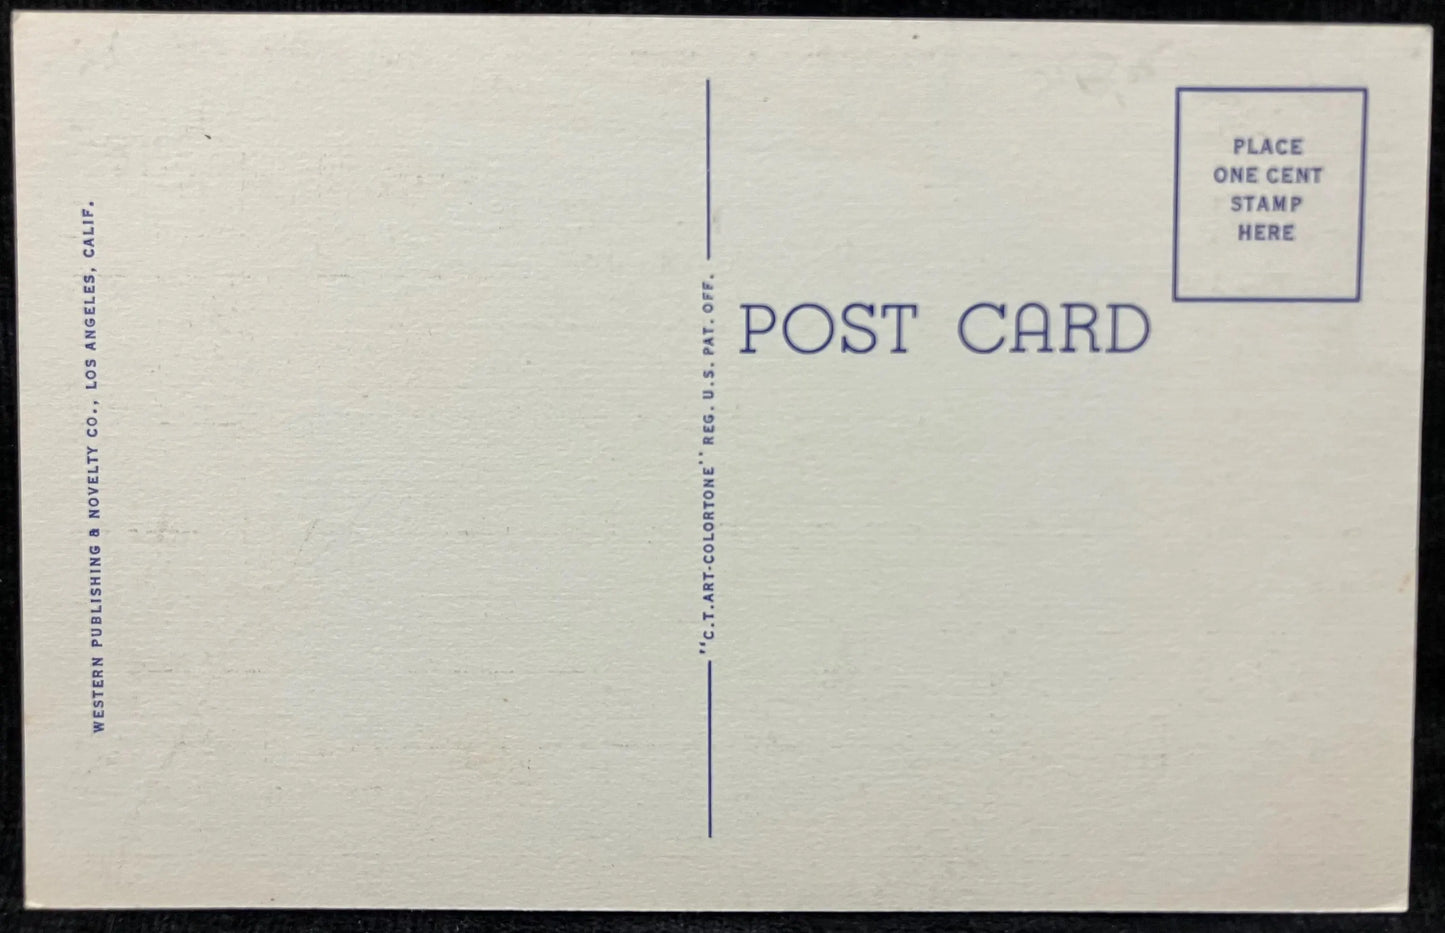 WESTERN PUBLISHING & NOVELTY CO., LOS ANGELES, CALIF.
"C.T.ART-COLORTONE" REG. U.S. PAT. OFF.
POST CARD
PLACE
ONE CENT
STAMP
HERE